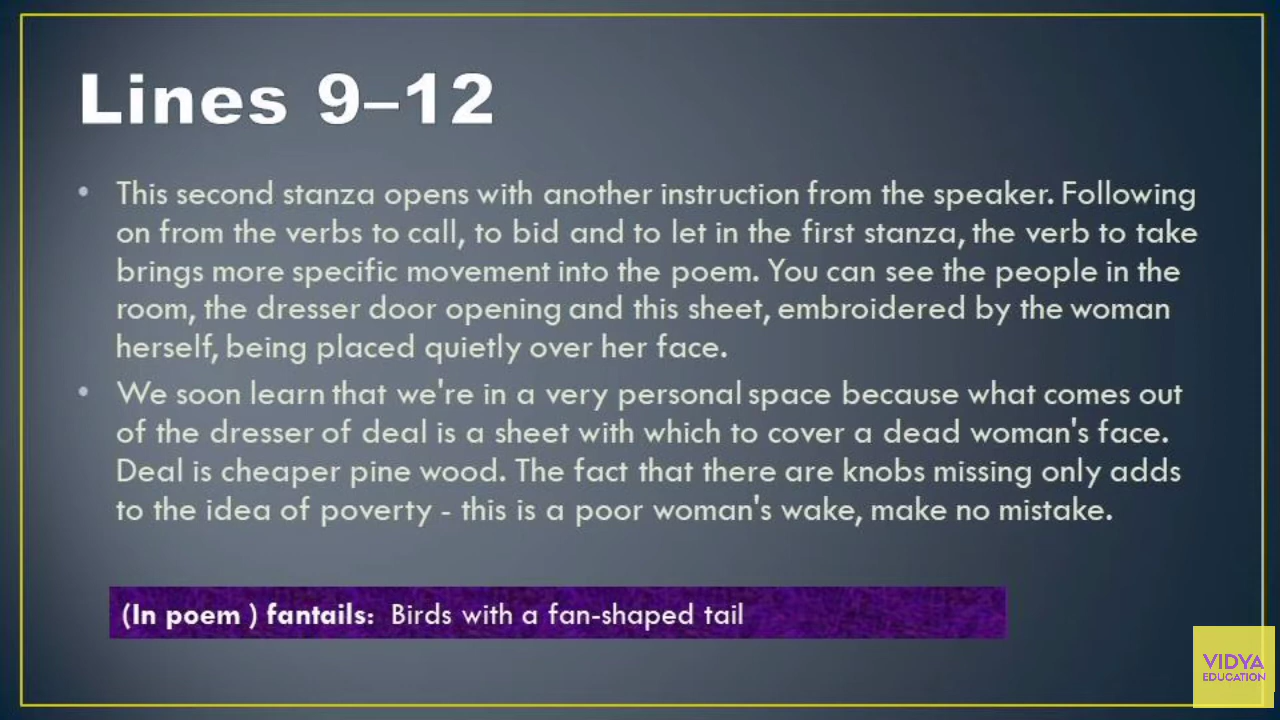 Lines 9–12
• This second stanza opens with another instruction from the speaker. Following
on from the verbs to call, to bid and to let in the first stanza, the verb to take
brings more specific movement into the poem. You can see the people in the
room, the dresser door opening and this sheet, embroidered by the woman
herself, being placed quietly over her face.
• We soon learn that we're in a very personal space because what comes out
of the dresser of deal is a sheet with which to cover a dead woman's face.
Deal is cheaper pine wood. The fact that there are knobs missing only adds
to the idea of poverty - this is a poor woman's wake, make no mistake.
(In poem ) fantails: Birds with a fan-shaped tail
VIDYA
EDUCATION